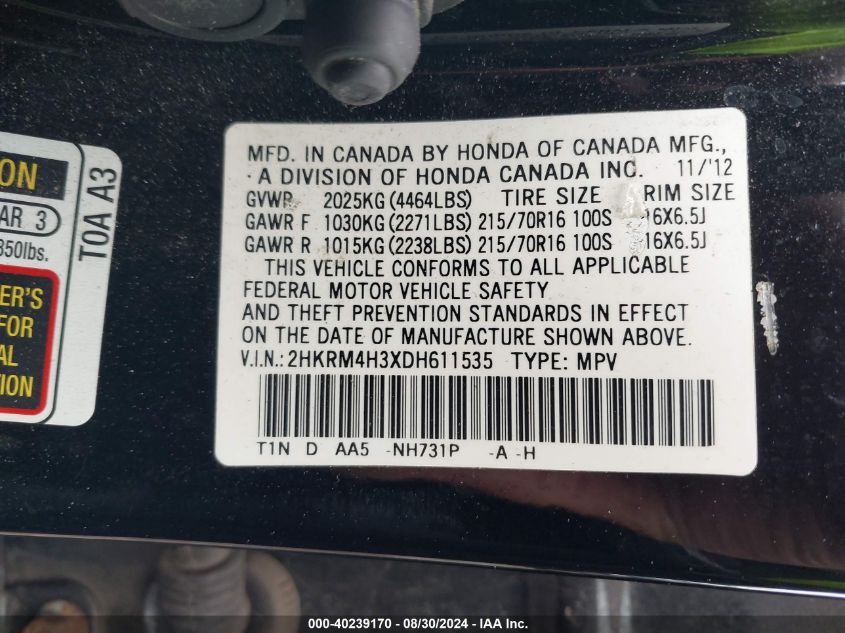 ON
AR 3
850lbs.
ER'S
FOR
AL
TION
TOA A3
MFD. IN CANADA BY HONDA OF CANADA MFG.,
A DIVISION OF HONDA CANADA INC. 11/'12
GVWR 2025KG (4464LBS) TIRE SIZE RIM SIZE
GAWR F 1030KG (2271LBS) 215/70R16 100S 16X6.5J
GAWR R 1015KG (2238LBS) 215/70R16 100S 16X6.5J
THIS VEHICLE CONFORMS TO ALL APPLICABLE
FEDERAL MOTOR VEHICLE SAFETY
AND THEFT PREVENTION STANDARDS IN EFFECT
ON THE DATE OF MANUFACTURE SHOWN ABOVE.
V.I.N.: 2HKRM4H3XDH611535 TYPE: MPV
T1N D AA5 -NH731P -A -H
000-40239170 - 08/30/2024 - IAAI Inc.